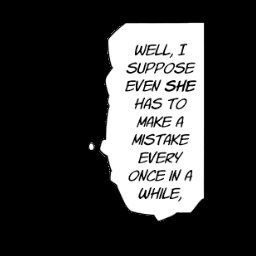 WELL, I
SUPPOSE
EVEN SHE
HAS TO
MAKE A
MISTAKE
EVERY
ONCE IN A
WHILE,